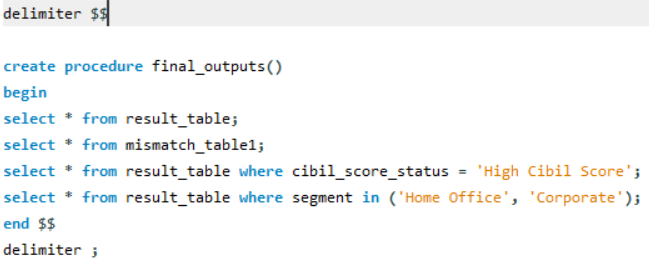 delimiter $$
create procedure final_outputs()
begin
select * from result_table;
select * from mismatch_table1;
select * from result_table where cibil_score_status = 'High Cibil Score';
select * from result_table where segment in ('Home Office', 'Corporate');
end $$
delimiter ;